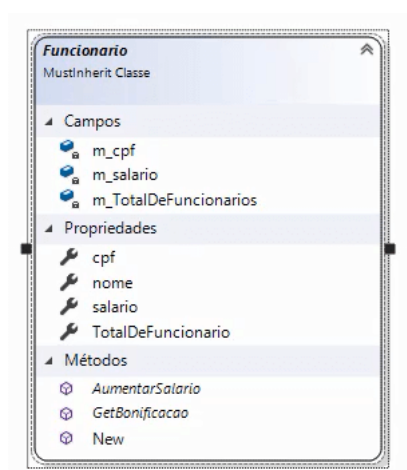 Funcionario
MustInherit Classe
Campos
m_cpf
m_salario
m_TotalDeFuncionarios
Propriedades
cpf
nome
salario
TotalDeFuncionario
Métodos
AumentarSalario
GetBonificacao
New